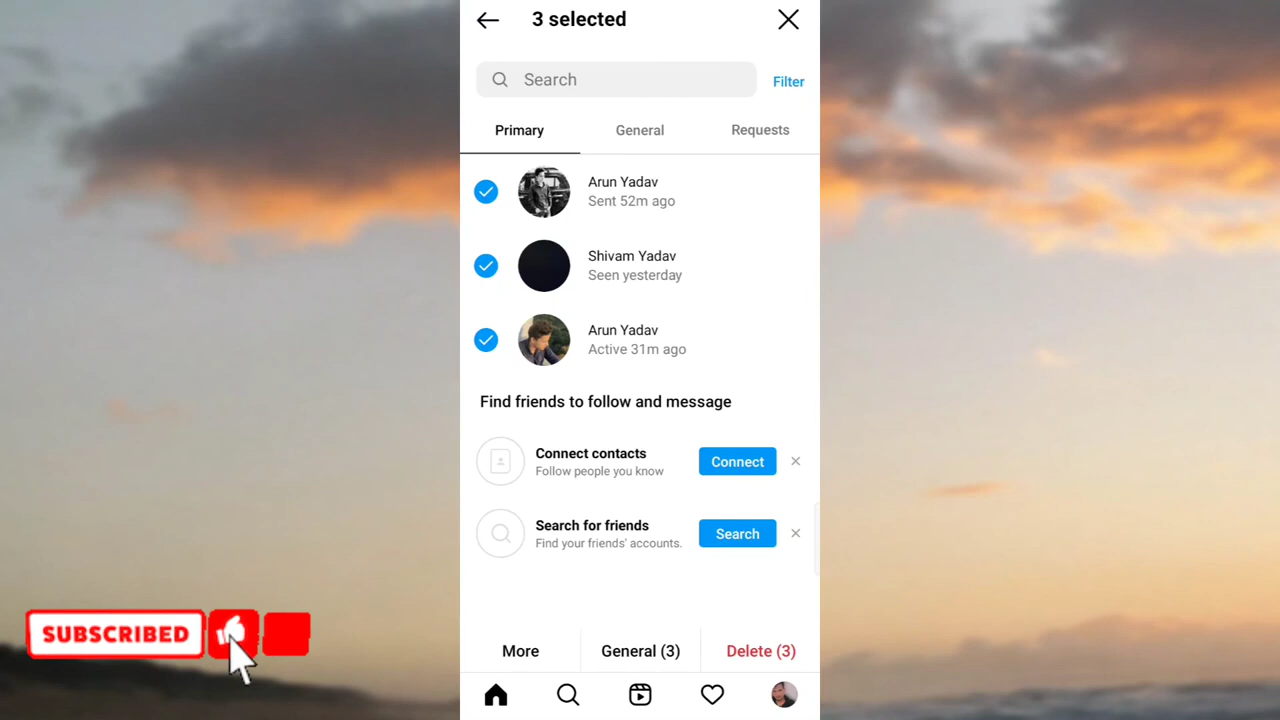 3 selected
Search
Filter
Primary
General
Requests
Arun Yadav
Sent 52m ago
Shivam Yadav
Seen yesterday
Arun Yadav
Active 31m ago
Find friends to follow and message
Connect contacts
Follow people you know
Connect
Search for friends
Find your friends' accounts.
Search
SUBSCRIBED
More
General (3)
Delete (3)